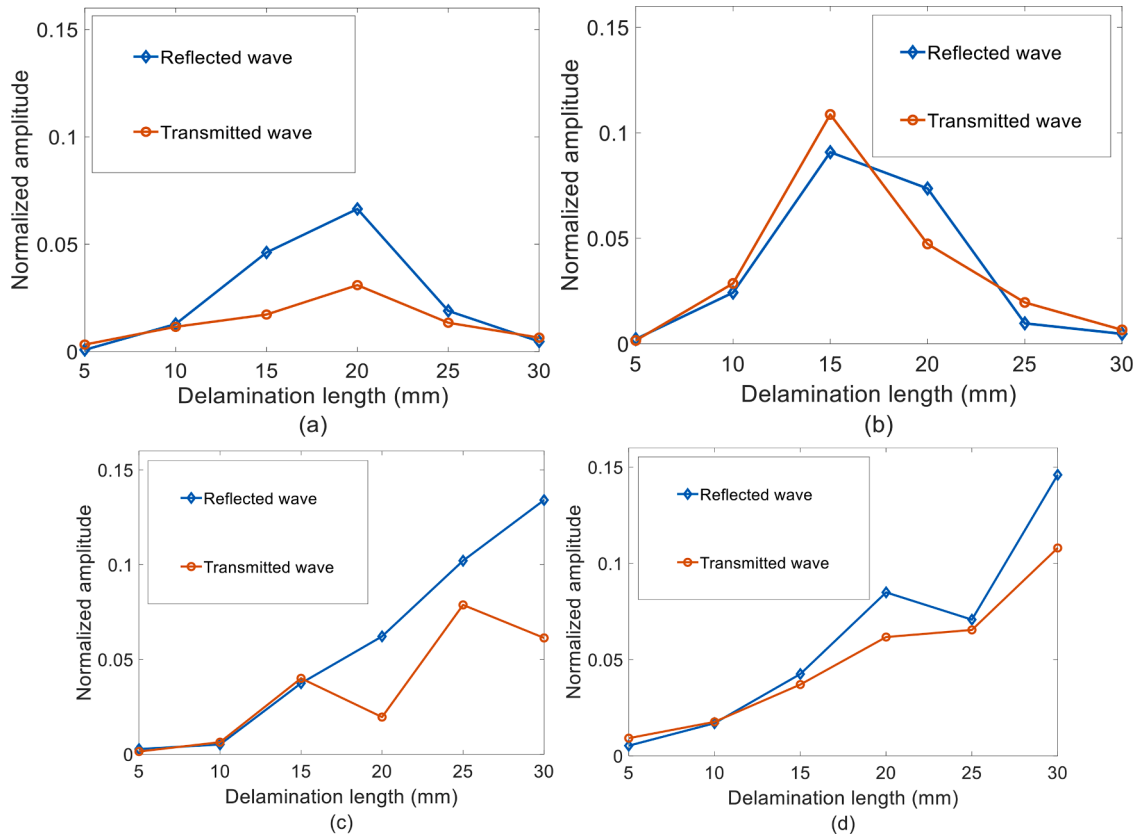 0.15
0.1
0.05
0
Normalized amplitude
Reflected wave
Transmitted wave
5 10 15 20 25 30
Delamination length (mm)
(a)
0.15
0.1
0.05
0
Normalized amplitude
Reflected wave
Transmitted wave
5 10 15 20 25 30
Delamination length (mm)
(b)
0.15
0.1
0.05
0
Normalized amplitude
Reflected wave
Transmitted wave
5 10 15 20 25 30
Delamination length (mm)
(c)
0.15
0.1
0.05
0
Normalized amplitude
Reflected wave
Transmitted wave
5 10 15 20 25 30
Delamination length (mm)
(d)